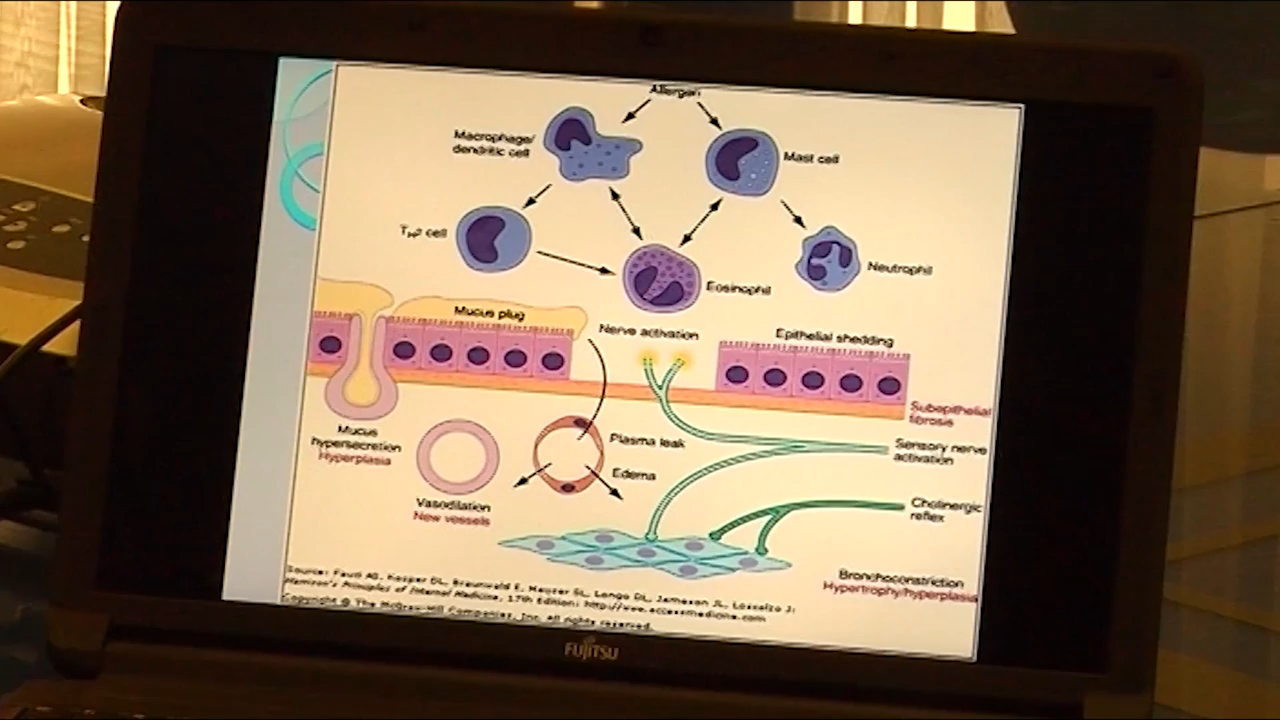 Allergen
Macrophage/
dendritic cell
Mast cell
TH2 cell
Neutrophil
Eosinophil
Mucus plug
Nerve activation
Epithelial shedding
Subepithelial
fibrosis
Mucus
hypersecretion
Hyperplasia
Plasma leak
Sensory nerve
activation
Edema
Vasodilation
New vessels
Cholinergic
reflex
Bronchoconstriction
Hypertrophy/hyperplasia
Source: Fauci AS, Kasper DL, Braunwald E, Hauser SL, Longo DL, Jameson JL, Loscalzo J:
Harrison's Principles of Internal Medicine, 17th Edition: http://www.accessmedicine.com
Copyright © The McGraw-Hill Companies, Inc. All rights reserved.
FUJITSU